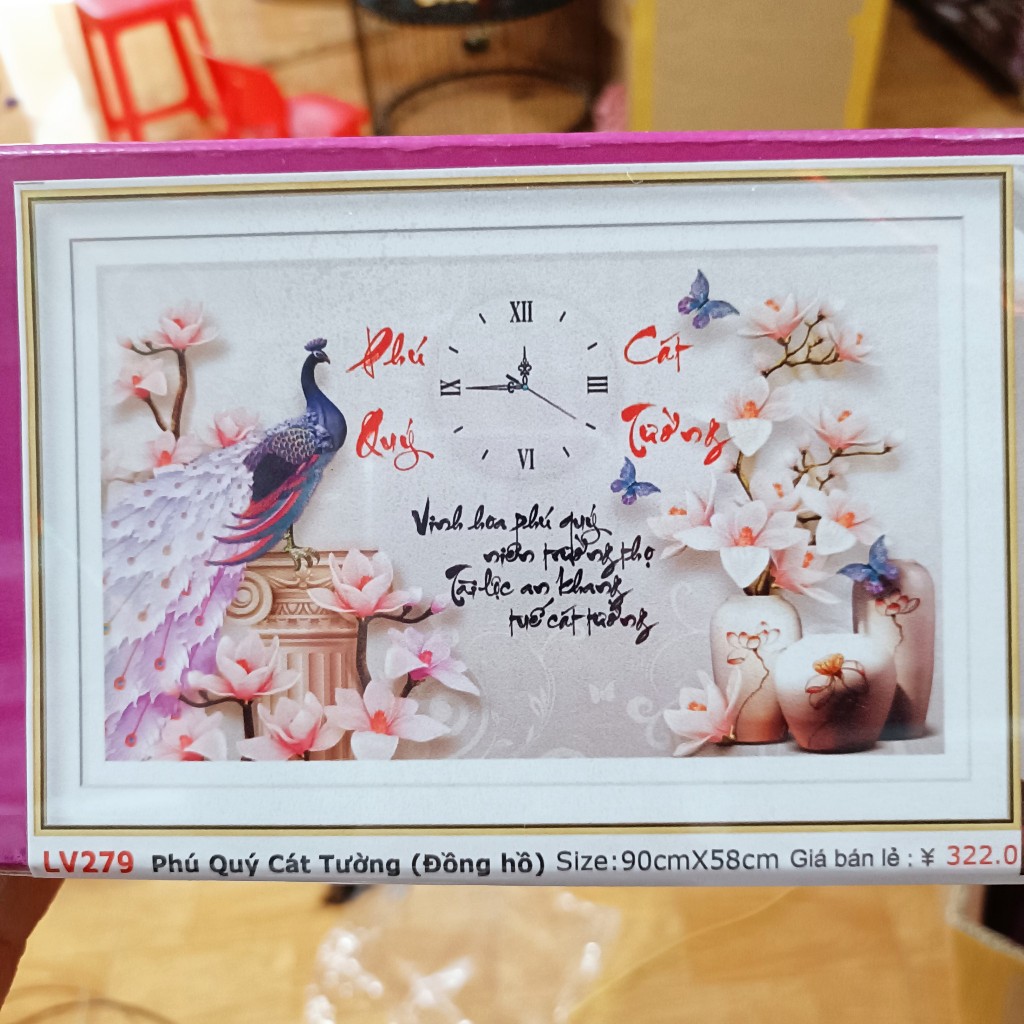 XII
Phú
Cát
IX
III
Quý
Tường
VI
Vinh hoa phú quý
niên trường thọ
Tài lộc an khang
tuế cát tường
LV279 Phú Quý Cát Tường (Đồng hồ) Size:90cmX58cm Giá bán lẻ : ¥ 322.0